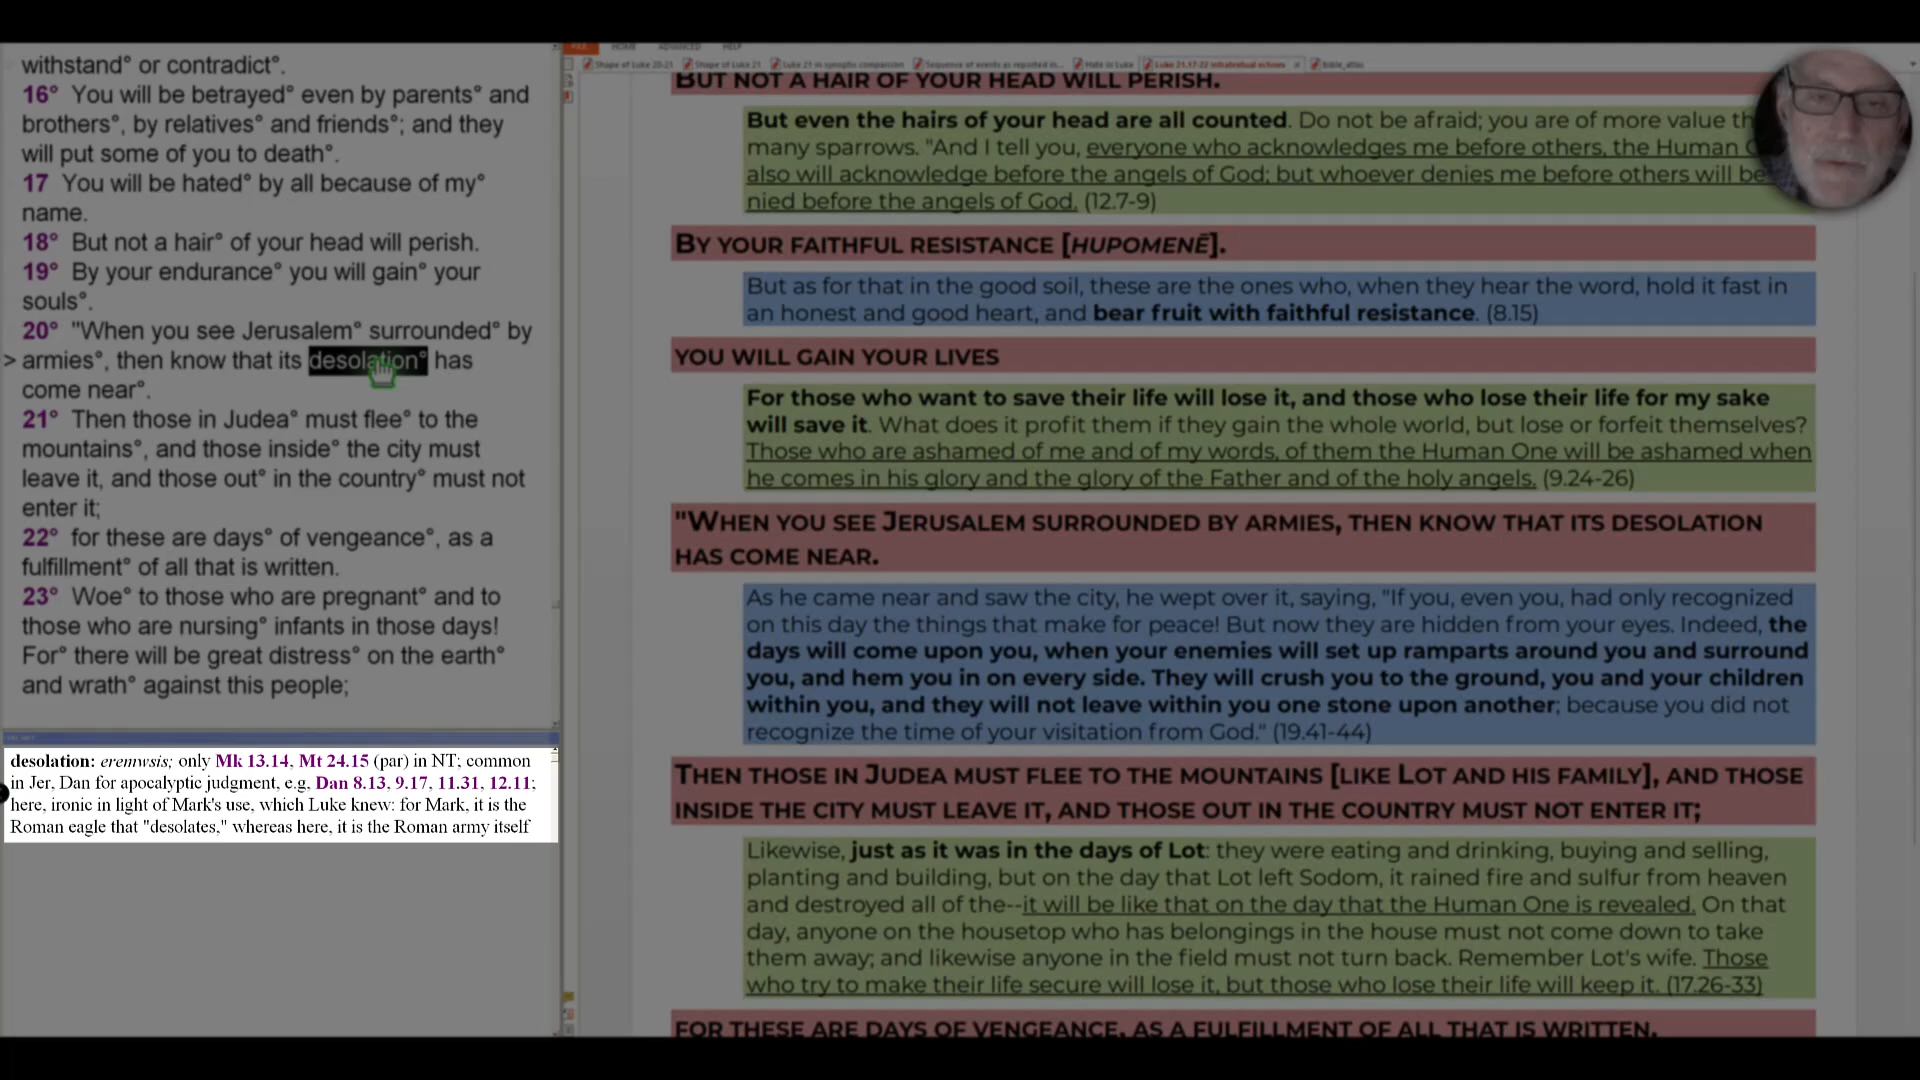 withstand° or contradict°.
16° You will be betrayed° even by parents° and
brothers°, by relatives° and friends°; and they
will put some of you to death°.
17 You will be hated° by all because of my°
name.
18° But not a hair° of your head will perish.
19° By your endurance° you will gain° your
souls°.
20° "When you see Jerusalem° surrounded° by
> armies°, then know that its desolation° has
come near°.
21° Then those in Judea° must flee° to the
mountains°, and those inside° the city must
leave it, and those out° in the country° must not
enter it;
22° for these are days° of vengeance°, as a
fulfillment° of all that is written.
23° Woe° to those who are pregnant° and to
those who are nursing° infants in those days!
For° there will be great distress° on the earth°
and wrath° against this people;
desolation: eremwsis; only Mk 13.14, Mt 24.15 (par) in NT; common
in Jer, Dan for apocalyptic judgment, e.g, Dan 8.13, 9.17, 11.31, 12.11;
here, ironic in light of Mark's use, which Luke knew: for Mark, it is the
Roman eagle that "desolates," whereas here, it is the Roman army itself
FILE HOME ADVANCED HELP
Shape of Luke 20-21 Shape of Luke 21 Luke 21 in synoptic comparison Sequence of events as reported in... Hate in Luke Luke 21.17-22 intratextual echoes × bible_atlas
BUT NOT A HAIR OF YOUR HEAD WILL PERISH.
But even the hairs of your head are all counted. Do not be afraid; you are of more value th
many sparrows. "And I tell you, everyone who acknowledges me before others, the Human O
also will acknowledge before the angels of God; but whoever denies me before others will be
nied before the angels of God. (12.7-9)
BY YOUR FAITHFUL RESISTANCE [HUPOMENĒ].
But as for that in the good soil, these are the ones who, when they hear the word, hold it fast in
an honest and good heart, and bear fruit with faithful resistance. (8.15)
YOU WILL GAIN YOUR LIVES
For those who want to save their life will lose it, and those who lose their life for my sake
will save it. What does it profit them if they gain the whole world, but lose or forfeit themselves?
Those who are ashamed of me and of my words, of them the Human One will be ashamed when
he comes in his glory and the glory of the Father and of the holy angels. (9.24-26)
"WHEN YOU SEE JERUSALEM SURROUNDED BY ARMIES, THEN KNOW THAT ITS DESOLATION
HAS COME NEAR.
As he came near and saw the city, he wept over it, saying, "If you, even you, had only recognized
on this day the things that make for peace! But now they are hidden from your eyes. Indeed, the
days will come upon you, when your enemies will set up ramparts around you and surround
you, and hem you in on every side. They will crush you to the ground, you and your children
within you, and they will not leave within you one stone upon another; because you did not
recognize the time of your visitation from God." (19.41-44)
THEN THOSE IN JUDEA MUST FLEE TO THE MOUNTAINS [LIKE LOT AND HIS FAMILY], AND THOSE
INSIDE THE CITY MUST LEAVE IT, AND THOSE OUT IN THE COUNTRY MUST NOT ENTER IT;
Likewise, just as it was in the days of Lot: they were eating and drinking, buying and selling,
planting and building, but on the day that Lot left Sodom, it rained fire and sulfur from heaven
and destroyed all of the--it will be like that on the day that the Human One is revealed. On that
day, anyone on the housetop who has belongings in the house must not come down to take
them away; and likewise anyone in the field must not turn back. Remember Lot's wife. Those
who try to make their life secure will lose it, but those who lose their life will keep it. (17.26-33)
FOR THESE ARE DAYS OF VENGEANCE, AS A FULFILLMENT OF ALL THAT IS WRITTEN.